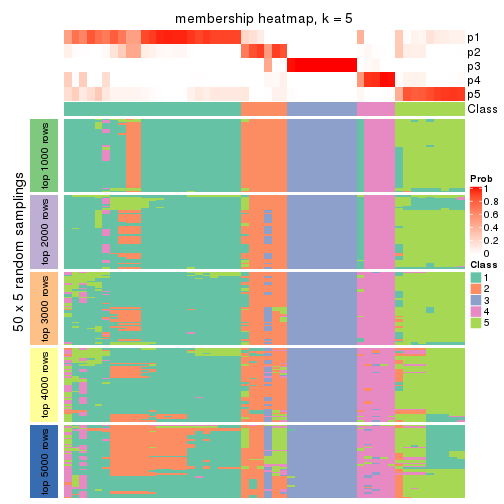 membership heatmap, k = 5
p1
p2
p3
p4
p5
Class
50 x 5 random samplings
top 1000 rows
top 2000 rows
top 3000 rows
top 4000 rows
top 5000 rows
Prob
1
0.8
0.6
0.4
0.2
0
Class
1
2
3
4
5